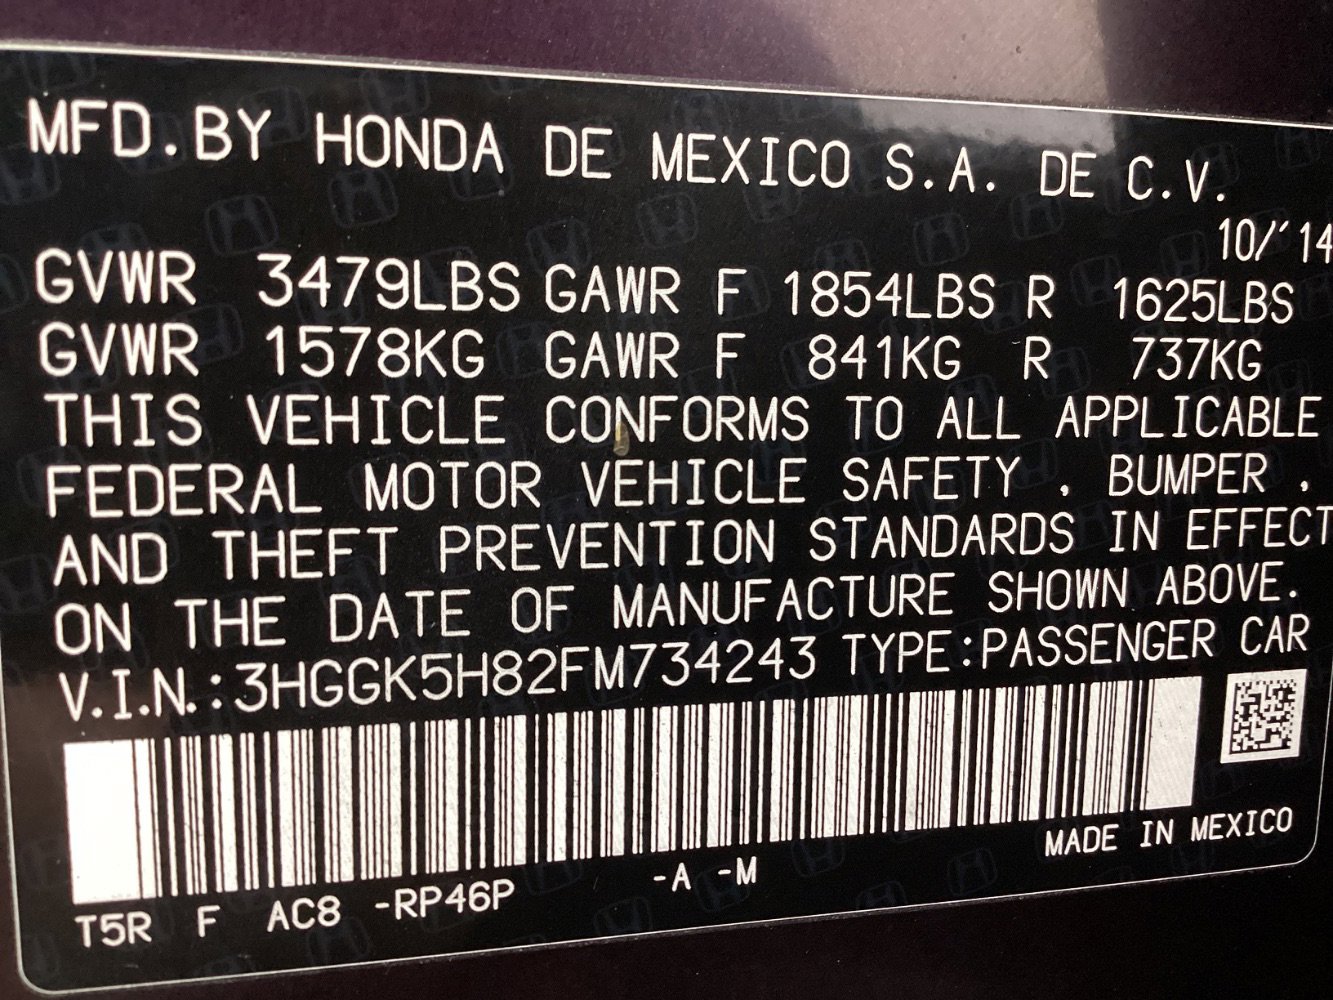 MFD.BY HONDA DE MEXICO S.A. DE C.V.
10/'14
GVWR 3479LBS GAWR F 1854LBS R 1625LBS
GVWR 1578KG GAWR F 841KG R 737KG
THIS VEHICLE CONFORMS TO ALL APPLICABLE
FEDERAL MOTOR VEHICLE SAFETY , BUMPER ,
AND THEFT PREVENTION STANDARDS IN EFFECT
ON THE DATE OF MANUFACTURE SHOWN ABOVE.
V.I.N.:3HGGK5H82FM734243 TYPE:PASSENGER CAR
MADE IN MEXICO
T5R F AC8 -RP46P -A -M